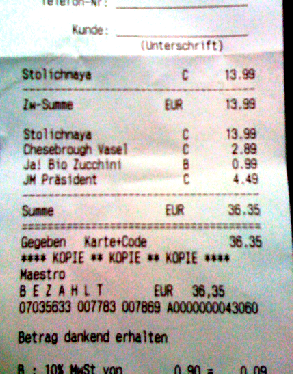 Telefon-Nr:
Kunde:
(Unterschrift)
Stolichnaya C 13.99
Zw-Summe EUR 13.99
Stolichnaya C 13.99
Chesebrough Vasel C 2.89
Ja! Bio Zucchini B 0.99
JM Präsident C 4.49
Summe EUR 36.35
Gegeben Karte+Code 36.35
**** KOPIE ** KOPIE ** KOPIE ****
Maestro
B E Z A H L T EUR 36,35
07035633 007783 007869 A0000000043060
Betrag dankend erhalten
B : 10% MwSt von 0.90 = 0.09